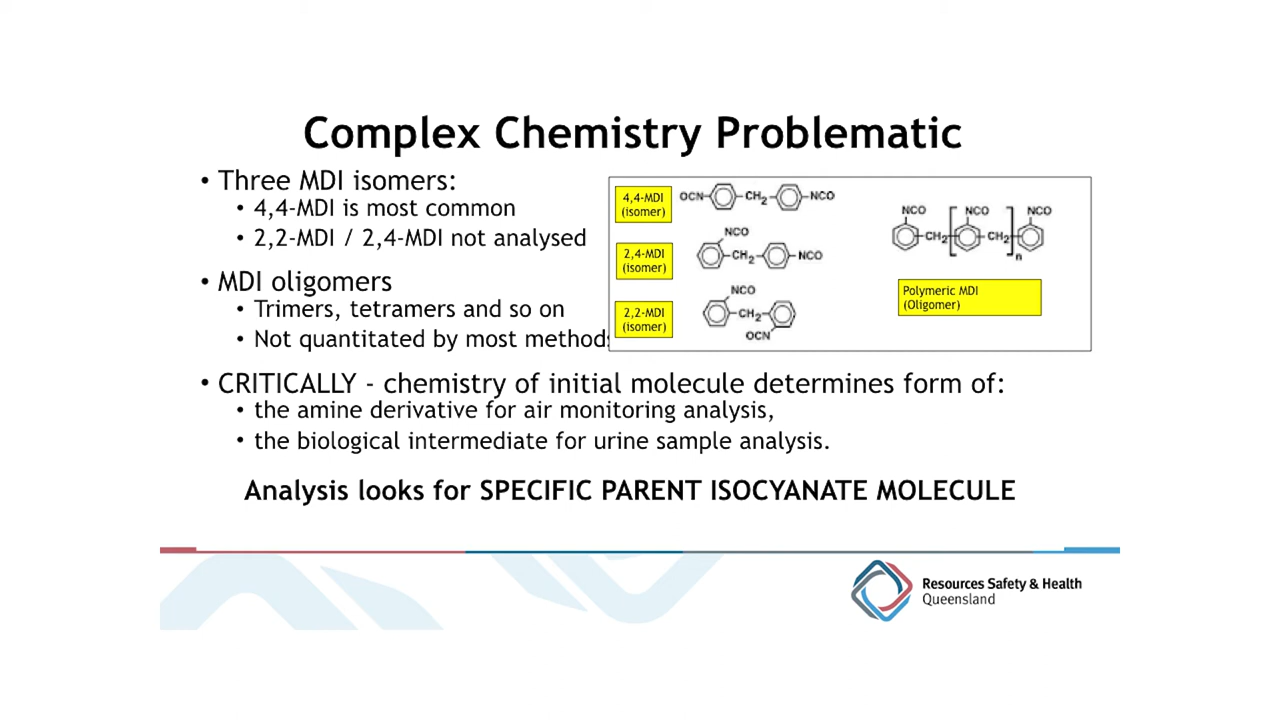 Complex Chemistry Problematic
• Three MDI isomers:
• 4,4-MDI is most common
• 2,2-MDI / 2,4-MDI not analysed
• MDI oligomers
• Trimers, tetramers and so on
• Not quantitated by most methods
• CRITICALLY - chemistry of initial molecule determines form of:
• the amine derivative for air monitoring analysis,
• the biological intermediate for urine sample analysis.
Analysis looks for SPECIFIC PARENT ISOCYANATE MOLECULE
4,4-MDI
(isomer)
OCN CH2 NCO
2,4-MDI
(isomer)
NCO
CH2 NCO
2,2-MDI
(isomer)
NCO
CH2
OCN
NCO NCO NCO
CH2 CH2
n
Polymeric MDI
(Oligomer)
Resources Safety & Health
Queensland